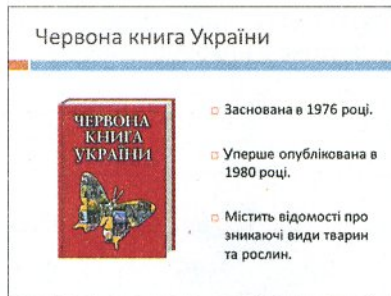 Червона книга України
ЧЕРВОНА
КНИГА
УКРАЇНИ
Заснована в 1976 році.
Уперше опублікована в
1980 році.
Містить відомості про
зникаючі види тварин
та рослин.